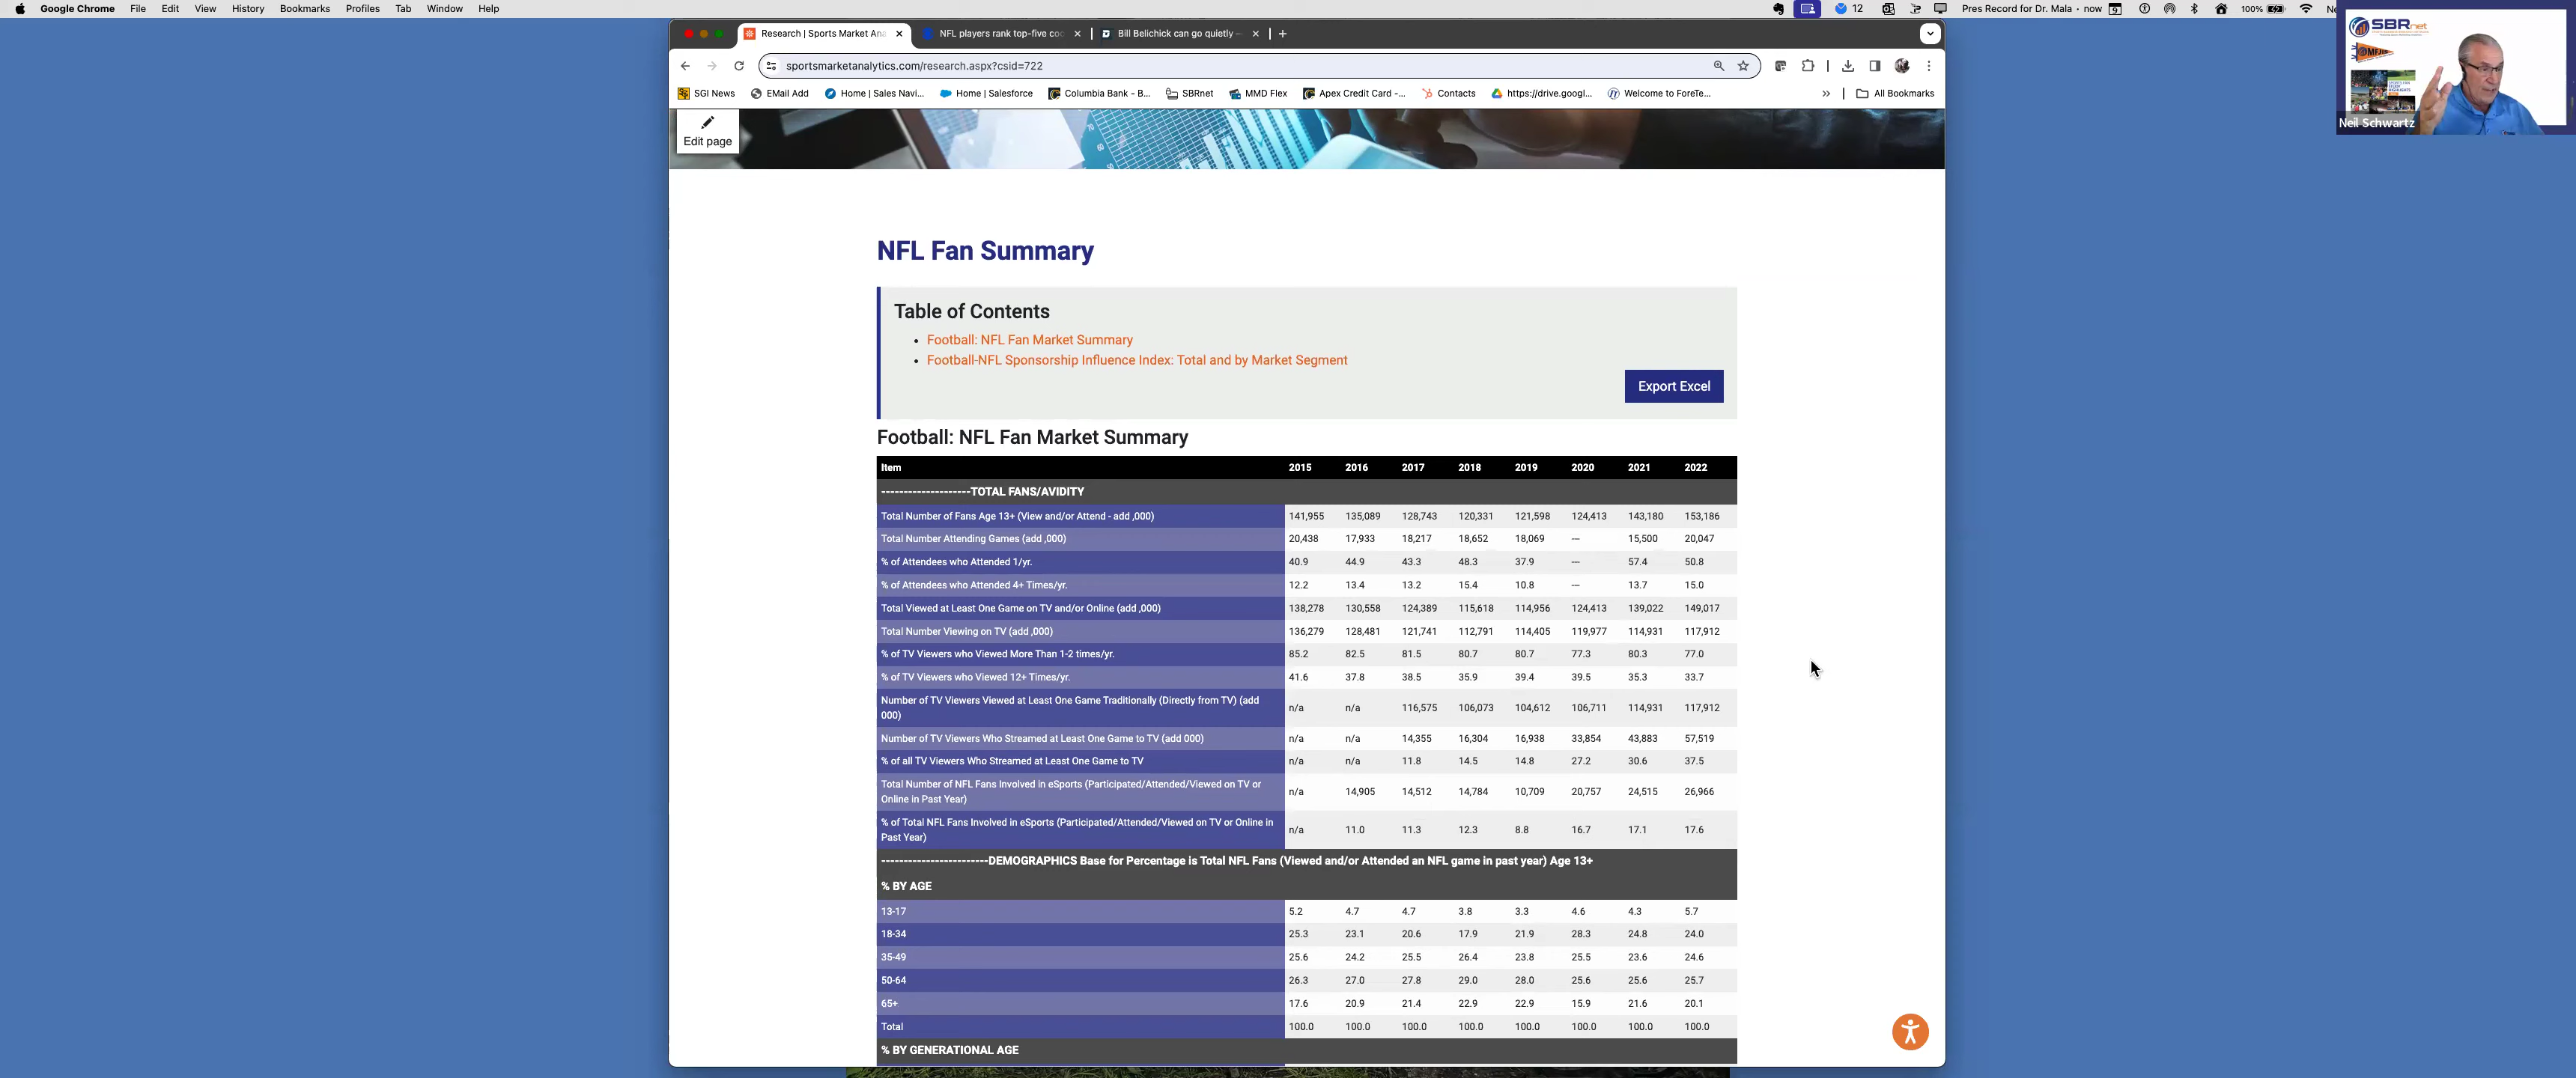 Google Chrome File Edit View History Bookmarks Profiles Tab Window Help
12 Pres Record for Dr. Mala • now 9 100%
Research | Sports Market Ana NFL players rank top-five coa Bill Belichick can go quietly –
sportsmarketanalytics.com/research.aspx?csid=722
SGI News EMail Add Home | Sales Navi... Home | Salesforce Columbia Bank - B... SBRnet MMD Flex Apex Credit Card -... Contacts https://drive.googl... Welcome to ForeTe... All Bookmarks
SBRnet
Neil Schwartz
Edit page
NFL Fan Summary
Table of Contents
• Football: NFL Fan Market Summary
• Football-NFL Sponsorship Influence Index: Total and by Market Segment
Export Excel
Football: NFL Fan Market Summary
Item 2015 2016 2017 2018 2019 2020 2021 2022
--------------------TOTAL FANS/AVIDITY
Total Number of Fans Age 13+ (View and/or Attend - add ,000) 141,955 135,089 128,743 120,331 121,598 124,413 143,180 153,186
Total Number Attending Games (add ,000) 20,438 17,933 18,217 18,652 18,069 --- 15,500 20,047
% of Attendees who Attended 1/yr. 40.9 44.9 43.3 48.3 37.9 --- 57.4 50.8
% of Attendees who Attended 4+ Times/yr. 12.2 13.4 13.2 15.4 10.8 --- 13.7 15.0
Total Viewed at Least One Game on TV and/or Online (add ,000) 138,278 130,558 124,389 115,618 114,956 124,413 139,022 149,017
Total Number Viewing on TV (add ,000) 136,279 128,481 121,741 112,791 114,405 119,977 114,931 117,912
% of TV Viewers who Viewed More Than 1-2 times/yr. 85.2 82.5 81.5 80.7 80.7 77.3 80.3 77.0
% of TV Viewers who Viewed 12+ Times/yr. 41.6 37.8 38.5 35.9 39.4 39.5 35.3 33.7
Number of TV Viewers Viewed at Least One Game Traditionally (Directly from TV) (add
000) n/a n/a 116,575 106,073 104,612 106,711 114,931 117,912
Number of TV Viewers Who Streamed at Least One Game to TV (add 000) n/a n/a 14,355 16,304 16,938 33,854 43,883 57,519
% of all TV Viewers Who Streamed at Least One Game to TV n/a n/a 11.8 14.5 14.8 27.2 30.6 37.5
Total Number of NFL Fans Involved in eSports (Participated/Attended/Viewed on TV or
Online in Past Year) n/a 14,905 14,512 14,784 10,709 20,757 24,515 26,966
% of Total NFL Fans Involved in eSports (Participated/Attended/Viewed on TV or Online in
Past Year) n/a 11.0 11.3 12.3 8.8 16.7 17.1 17.6
------------------------DEMOGRAPHICS Base for Percentage is Total NFL Fans (Viewed and/or Attended an NFL game in past year) Age 13+
% BY AGE
13-17 5.2 4.7 4.7 3.8 3.3 4.6 4.3 5.7
18-34 25.3 23.1 20.6 17.9 21.9 28.3 24.8 24.0
35-49 25.6 24.2 25.5 26.4 23.8 25.5 23.6 24.6
50-64 26.3 27.0 27.8 29.0 28.0 25.6 25.6 25.7
65+ 17.6 20.9 21.4 22.9 22.9 15.9 21.6 20.1
Total 100.0 100.0 100.0 100.0 100.0 100.0 100.0 100.0
% BY GENERATIONAL AGE